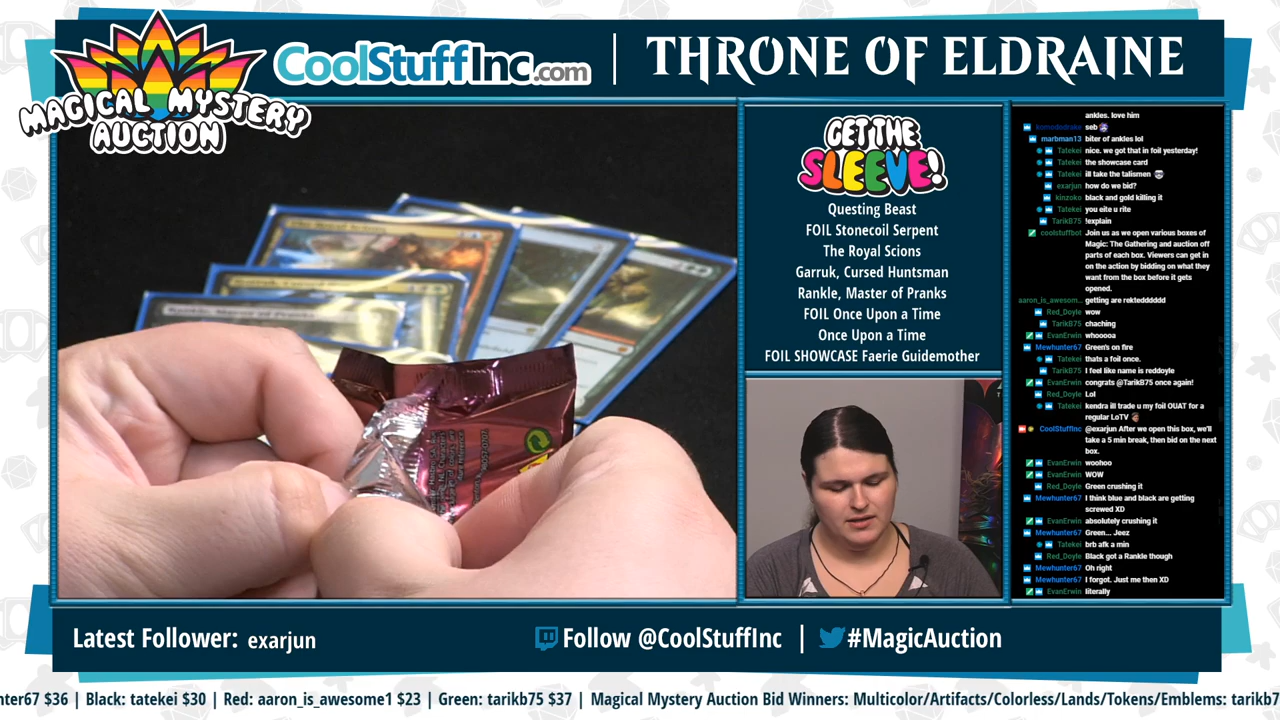 MAGICAL MYSTERY
AUCTION
CoolStuffInc.com
THRONE OF ELDRAINE
GET THE
SLEEVE!
Questing Beast
FOIL Stonecoil Serpent
The Royal Scions
Garruk, Cursed Huntsman
Rankle, Master of Pranks
FOIL Once Upon a Time
Once Upon a Time
FOIL SHOWCASE Faerie Guidemother
ankles. love him
komododrake seb
marbman13 biter of ankles lol
Tatekei nice. we got that in foil yesterday!
Tatekei the showcase card
Tatekei ill take the talismen
exarjun how do we bid?
kinzoko black and gold killing it
Tatekei you eite u rite
TarikB75 !explain
coolstuffbot Join us as we open various boxes of
Magic: The Gathering and auction off
parts of each box. Viewers can get in
on the action by bidding on what they
want from the box before it gets
opened.
aaron_is_awesom... getting are rektedddddd
Red_Doyle wow
TarikB75 chaching
EvanErwin whooooa
Mewhunter67 Green's on fire
Tatekei thats a foil once.
TarikB75 I feel like name is reddoyle
EvanErwin congrats @TarikB75 once again!
Red_Doyle Lol
Tatekei kendra ill trade u my foil OUAT for a
regular LoTV
CoolStuffInc @exarjun After we open this box, we'll
take a 5 min break, then bid on the next
box.
EvanErwin woohoo
EvanErwin WOW
Red_Doyle Green crushing it
Mewhunter67 I think blue and black are getting
screwed XD
EvanErwin absolutely crushing it
Mewhunter67 Green... Jeez
Tatekei brb afk a min
Red_Doyle Black got a Rankle though
Mewhunter67 Oh right
Mewhunter67 I forgot. Just me then XD
EvanErwin literally
Latest Follower: exarjun
Follow @CoolStuffInc | #MagicAuction
nter67 $36 | Black: tatekei $30 | Red: aaron_is_awesome1 $23 | Green: tarikb75 $37 | Magical Mystery Auction Bid Winners: Multicolor/Artifacts/Colorless/Lands/Tokens/Emblems: tarikb7